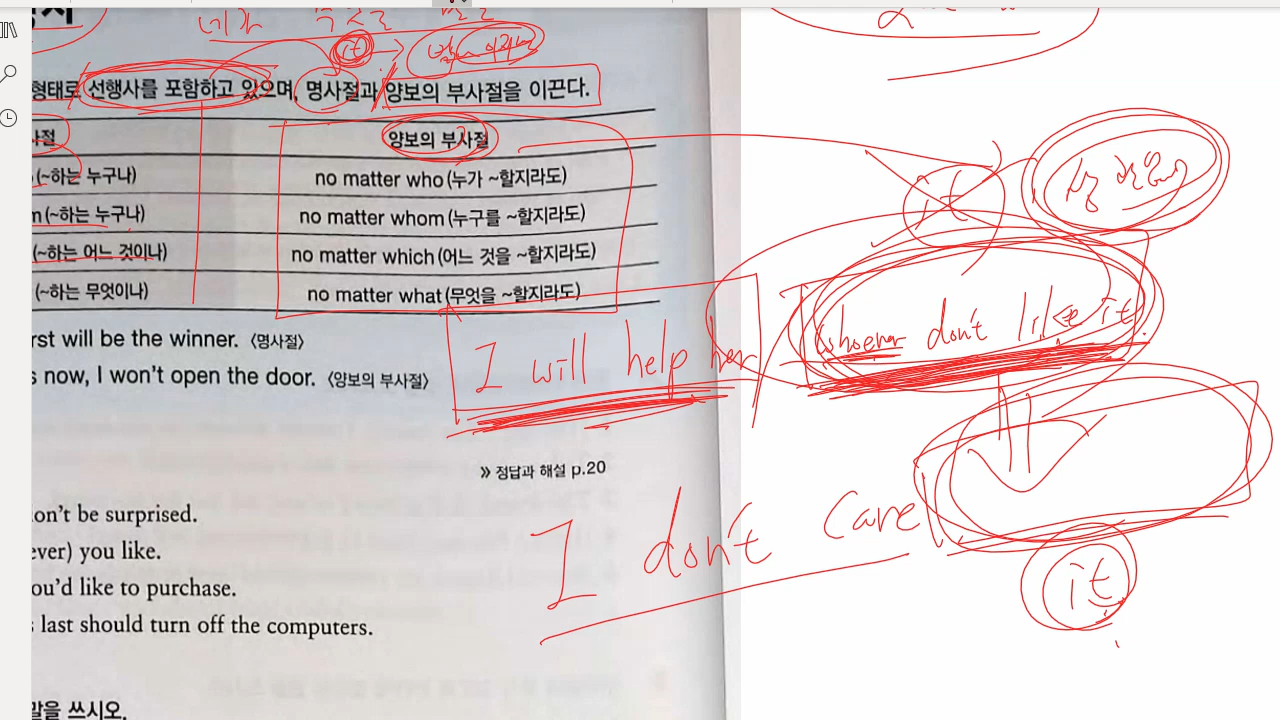 네가
it
형태로 선행사를 포함하고 있으며, 명사절과 양보의 부사절을 이끈다.
사절 양보의 부사절
(~하는 누구나) no matter who (누가 ~할지라도)
m (~하는 누구나) no matter whom (누구를 ~할지라도)
(~하는 어느 것이나) no matter which (어느 것을 ~할지라도)
(~하는 무엇이나) no matter what (무엇을 ~할지라도)
it
rst will be the winner. 〈명사절〉
s now, I won't open the door. 〈양보의 부사절〉
I will help her whoever don't like it.
» 정답과 해설 p.20
I don't care
it
on't be surprised.
ever) you like.
ou'd like to purchase.
s last should turn off the computers.
말을 쓰시오.